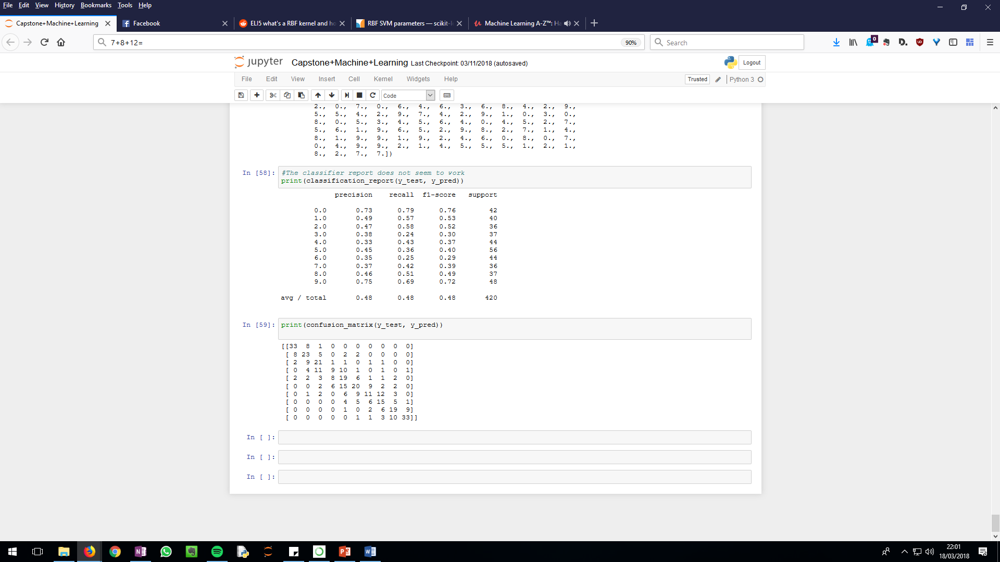 File Edit View History Bookmarks Tools Help
Capstone+Machine+Learning
Facebook
ELI5 what's a RBF kernel and ho
RBF SVM parameters — scikit-l
Machine Learning A-Z™: Ha
7+8+12=
90%
Search
0
D.
jupyter Capstone+Machine+Learning Last Checkpoint: 03/11/2018 (autosaved)
Logout
File Edit View Insert Cell Kernel Widgets Help
Trusted Python 3
Code
2., 0., 7., 0., 6., 4., 6., 3., 6., 8., 4., 2., 9.,
5., 5., 4., 2., 9., 7., 4., 2., 9., 1., 0., 3., 0.,
8., 0., 5., 3., 4., 5., 6., 4., 0., 4., 5., 2., 7.,
5., 6., 1., 9., 6., 5., 2., 9., 8., 2., 7., 1., 4.,
8., 1., 9., 9., 1., 9., 2., 4., 6., 0., 8., 0., 7.,
0., 4., 9., 9., 2., 1., 4., 5., 5., 5., 1., 2., 1.,
8., 2., 7., 7.])
In [58]: #The classifier report does not seem to work
print(classification_report(y_test, y_pred))
precision recall f1-score support
0.0 0.73 0.79 0.76 42
1.0 0.49 0.57 0.53 40
2.0 0.47 0.58 0.52 36
3.0 0.38 0.24 0.30 37
4.0 0.33 0.43 0.37 44
5.0 0.45 0.36 0.40 56
6.0 0.35 0.25 0.29 44
7.0 0.37 0.42 0.39 36
8.0 0.46 0.51 0.49 37
9.0 0.75 0.69 0.72 48
avg / total 0.48 0.48 0.48 420
In [59]: print(confusion_matrix(y_test, y_pred))
[[33 8 1 0 0 0 0 0 0 0]
[ 8 23 5 0 2 2 0 0 0 0]
[ 2 9 21 1 1 0 1 1 0 0]
[ 0 4 11 9 10 1 0 1 0 1]
[ 2 2 3 8 19 6 1 1 2 0]
[ 0 0 2 6 15 20 9 2 2 0]
[ 0 1 2 0 6 9 11 12 3 0]
[ 0 0 0 0 4 5 6 15 5 1]
[ 0 0 0 0 1 0 2 6 19 9]
[ 0 0 0 0 0 1 1 3 10 33]]
In [ ]:
In [ ]:
In [ ]:
22:01
18/03/2018